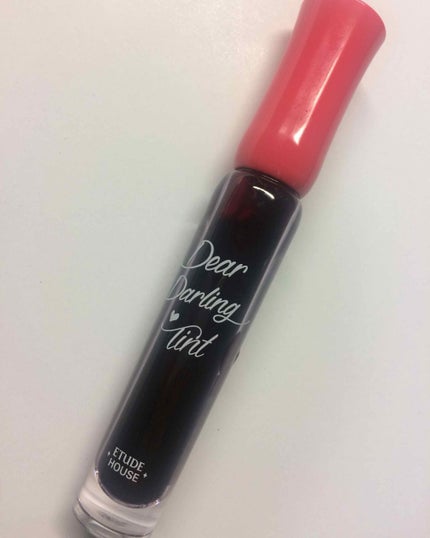 Dear
Darling
Tint
ETUDE
HOUSE